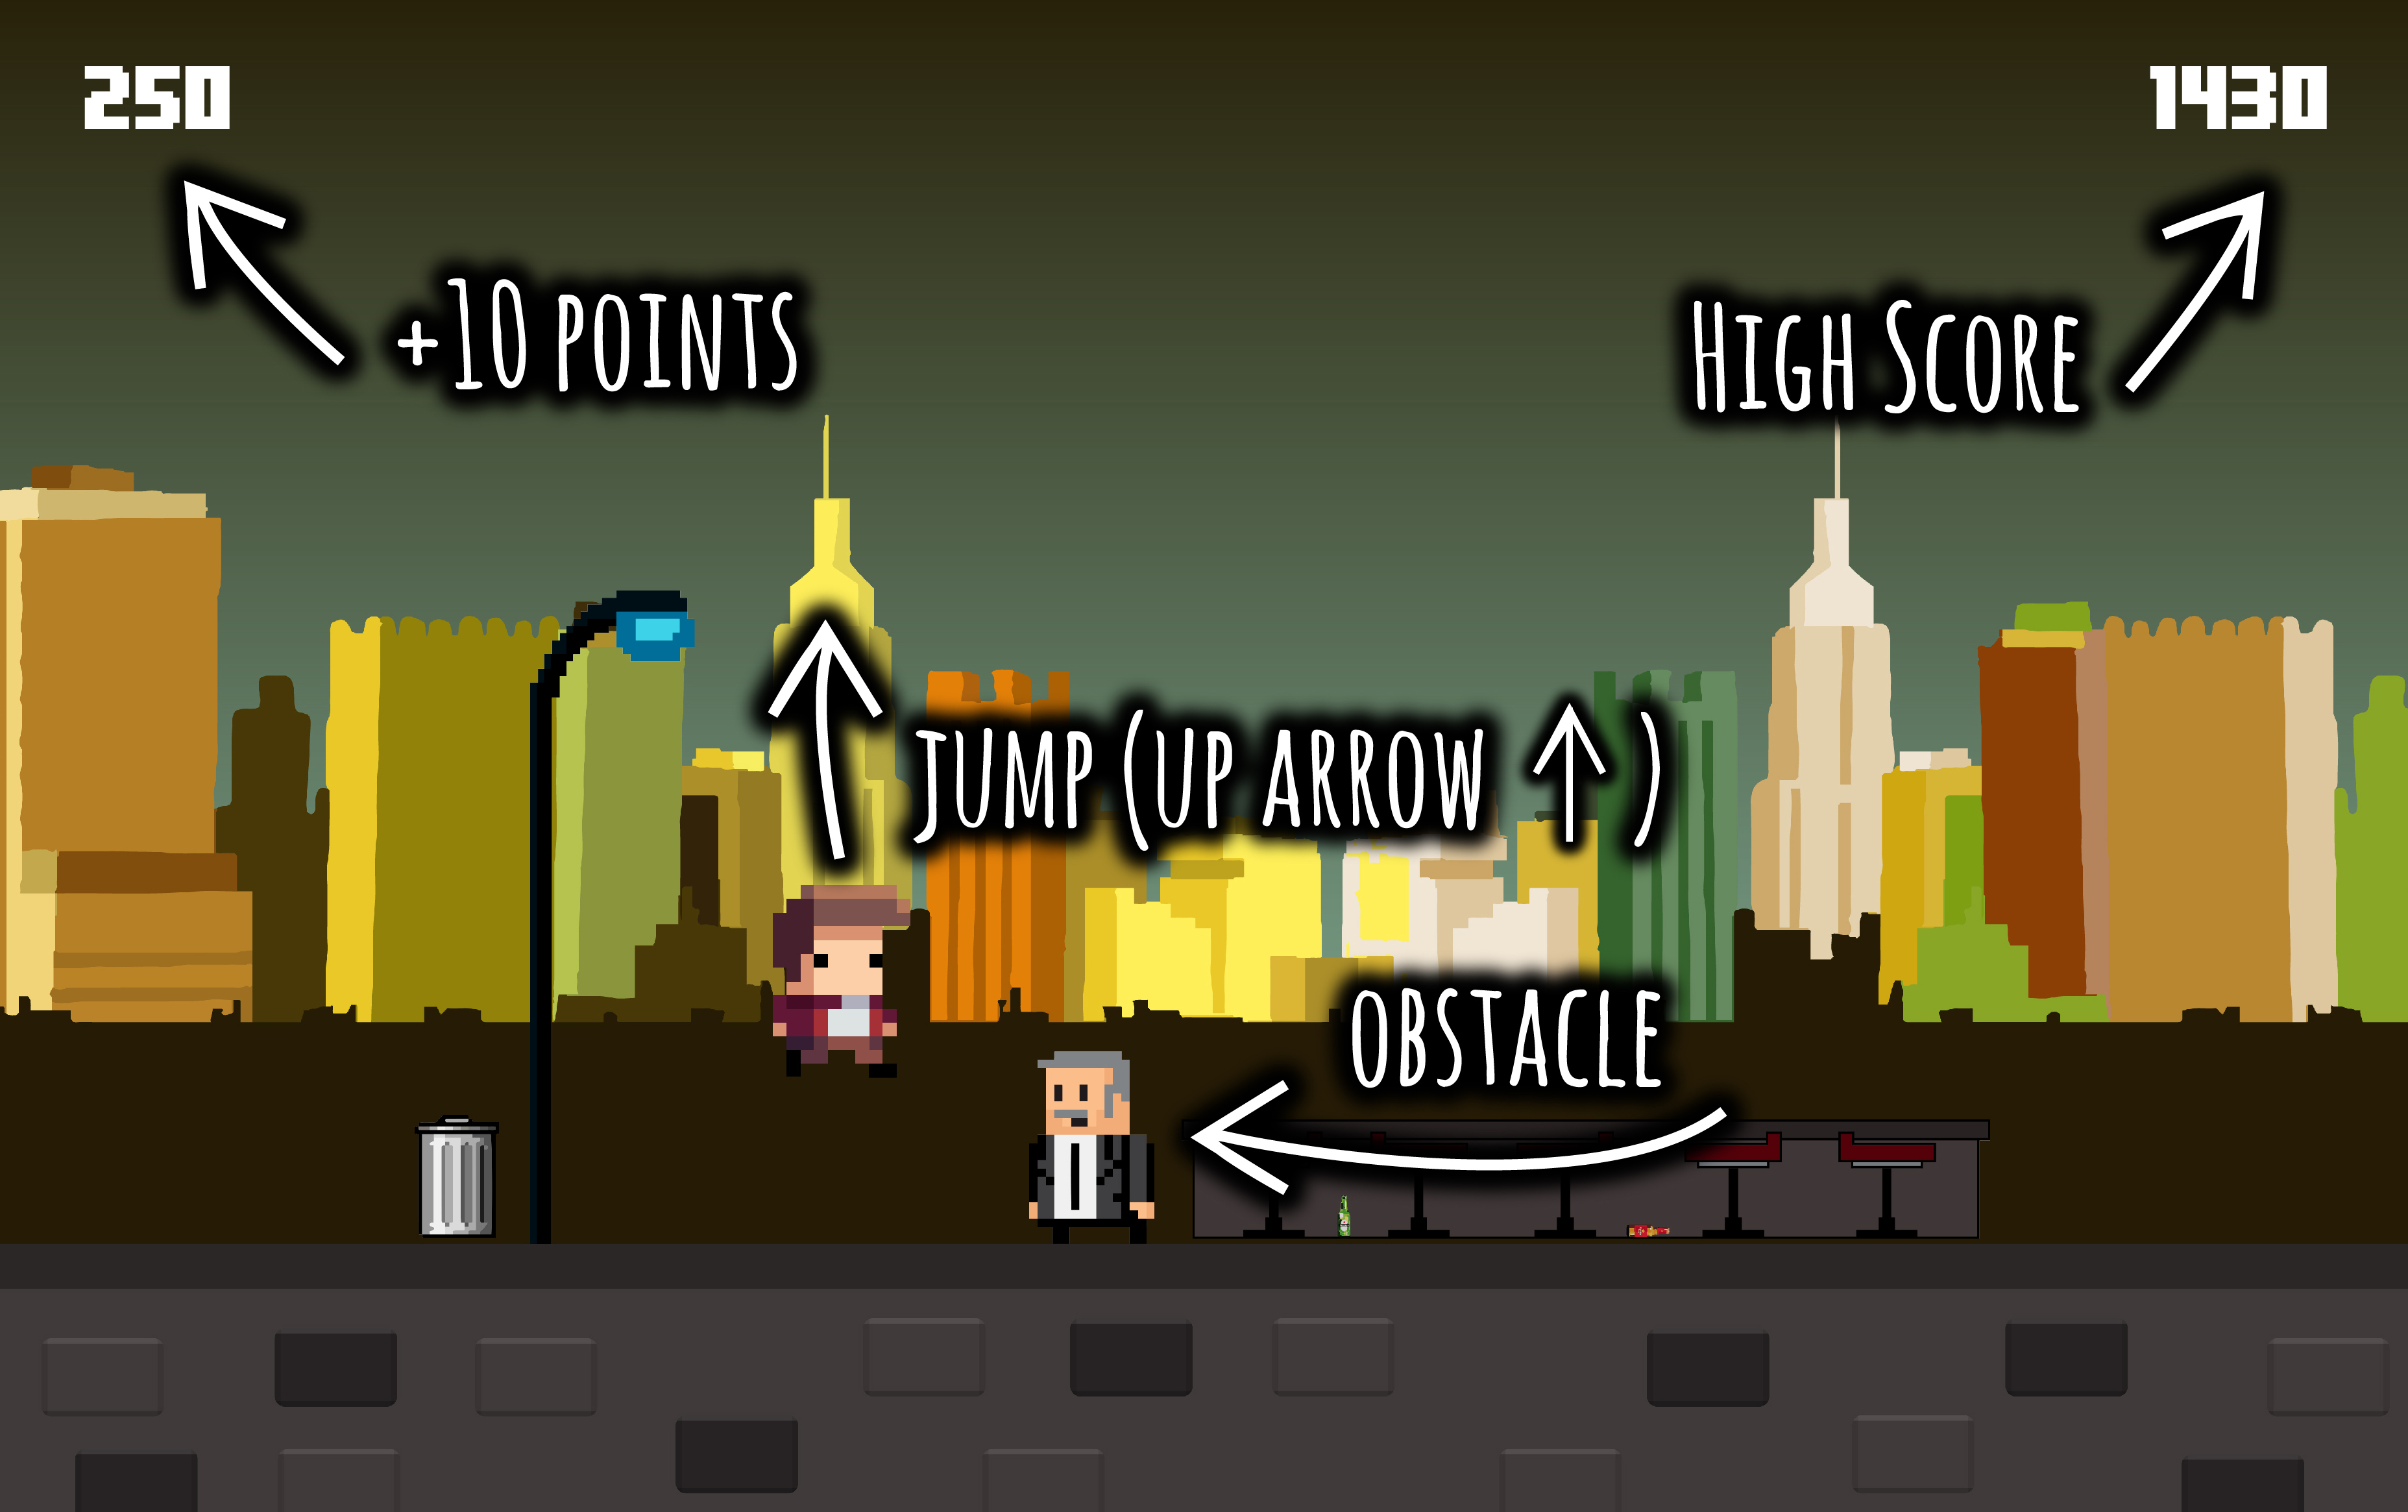 250
1430
+10 points
High Score
jump (up arrow ↑)
obstacle